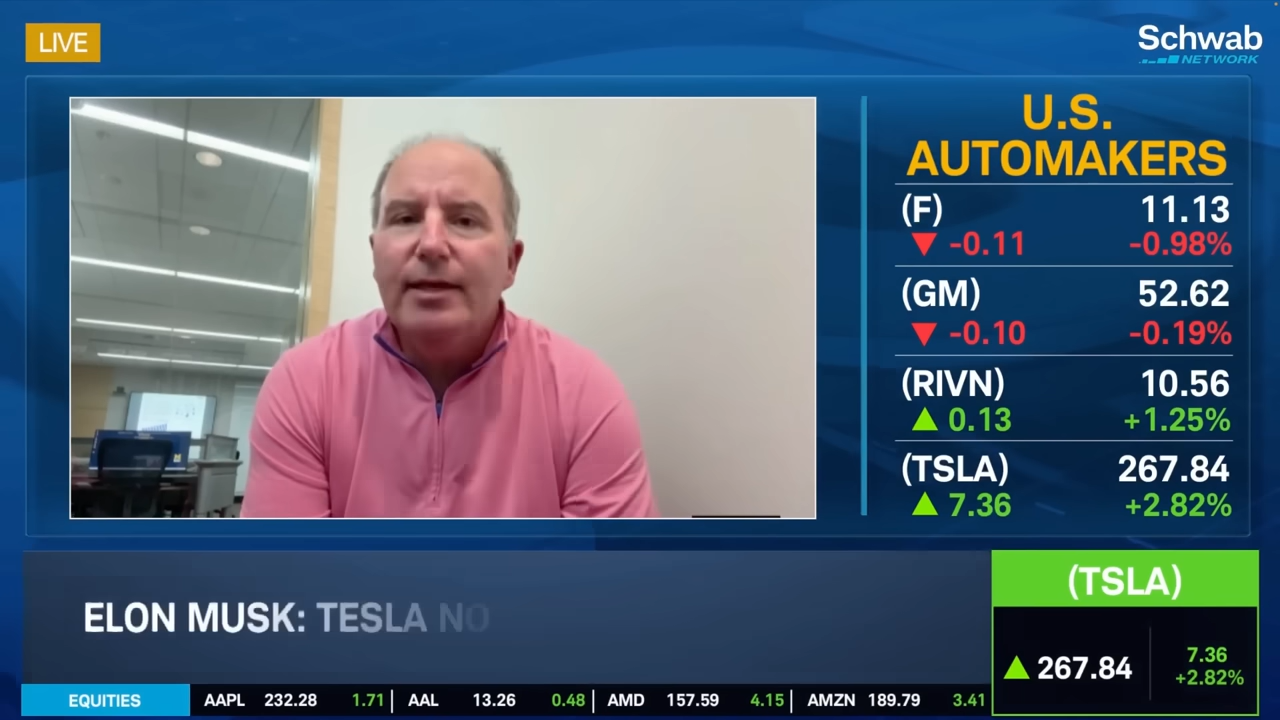 LIVE
Schwab
NETWORK
U.S.
AUTOMAKERS
(F) 11.13
▼ -0.11 -0.98%
(GM) 52.62
▼ -0.10 -0.19%
(RIVN) 10.56
▲ 0.13 +1.25%
(TSLA) 267.84
▲ 7.36 +2.82%
ELON MUSK: TESLA NO
(TSLA)
▲ 267.84 7.36
+2.82%
EQUITIES AAPL 232.28 1.71 AAL 13.26 0.48 AMD 157.59 4.15 AMZN 189.79 3.41